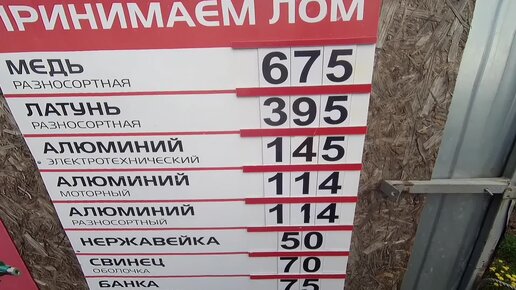 ПРИНИМАЕМ ЛОМ
МЕДЬ 675
РАЗНОСОРТНАЯ
ЛАТУНЬ 395
РАЗНОСОРТНАЯ
АЛЮМИНИЙ 145
ЭЛЕКТРОТЕХНИЧЕСКИЙ
АЛЮМИНИЙ 114
МОТОРНЫЙ
АЛЮМИНИЙ 114
РАЗНОСОРТНЫЙ
НЕРЖАВЕЙКА 50
СВИНЕЦ 70
ОБОЛОЧКА
БАНКА 75